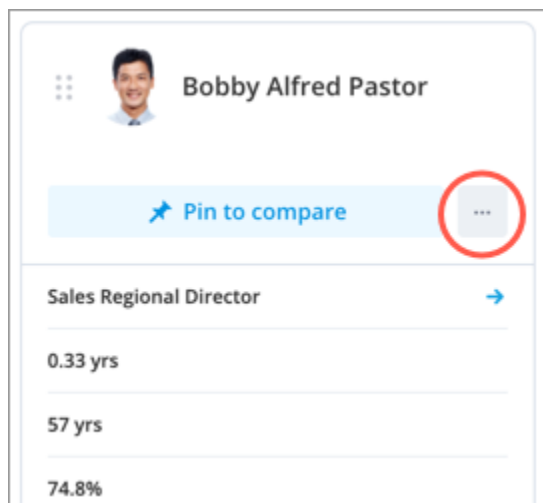 Bobby Alfred Pastor
Pin to compare
...
Sales Regional Director
0.33 yrs
57 yrs
74.8%